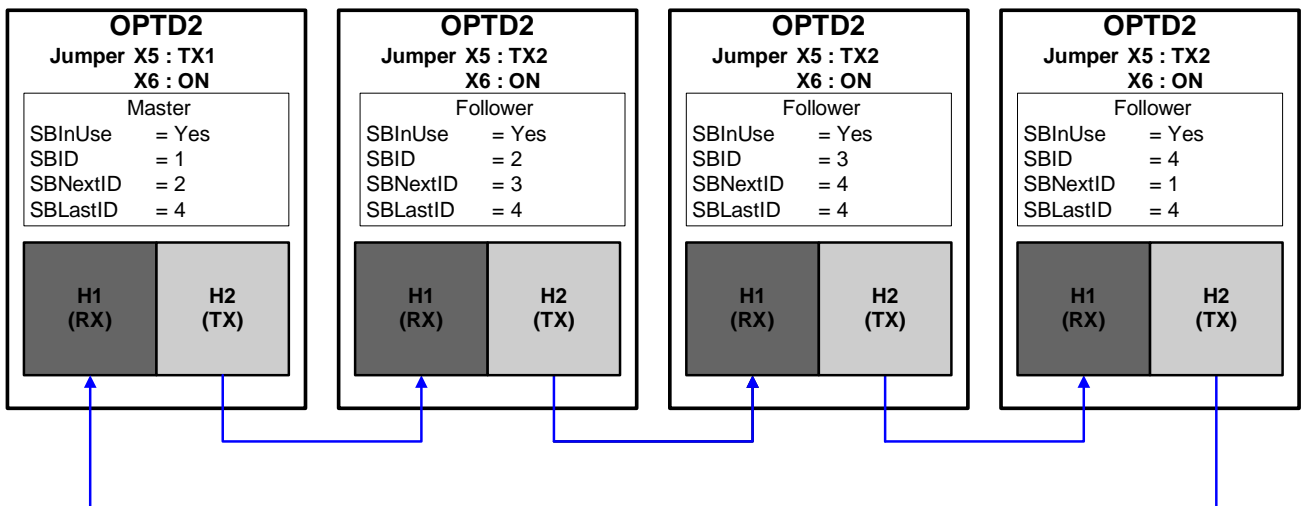 OPTD2
Jumper X5 : TX1
X6 : ON
Master
SBInUse = Yes
SBID = 1
SBNextID = 2
SBLastID = 4
H1
(RX)
H2
(TX)
OPTD2
Jumper X5 : TX2
X6 : ON
Follower
SBInUse = Yes
SBID = 2
SBNextID = 3
SBLastID = 4
H1
(RX)
H2
(TX)
OPTD2
Jumper X5 : TX2
X6 : ON
Follower
SBInUse = Yes
SBID = 3
SBNextID = 4
SBLastID = 4
H1
(RX)
H2
(TX)
OPTD2
Jumper X5 : TX2
X6 : ON
Follower
SBInUse = Yes
SBID = 4
SBNextID = 1
SBLastID = 4
H1
(RX)
H2
(TX)